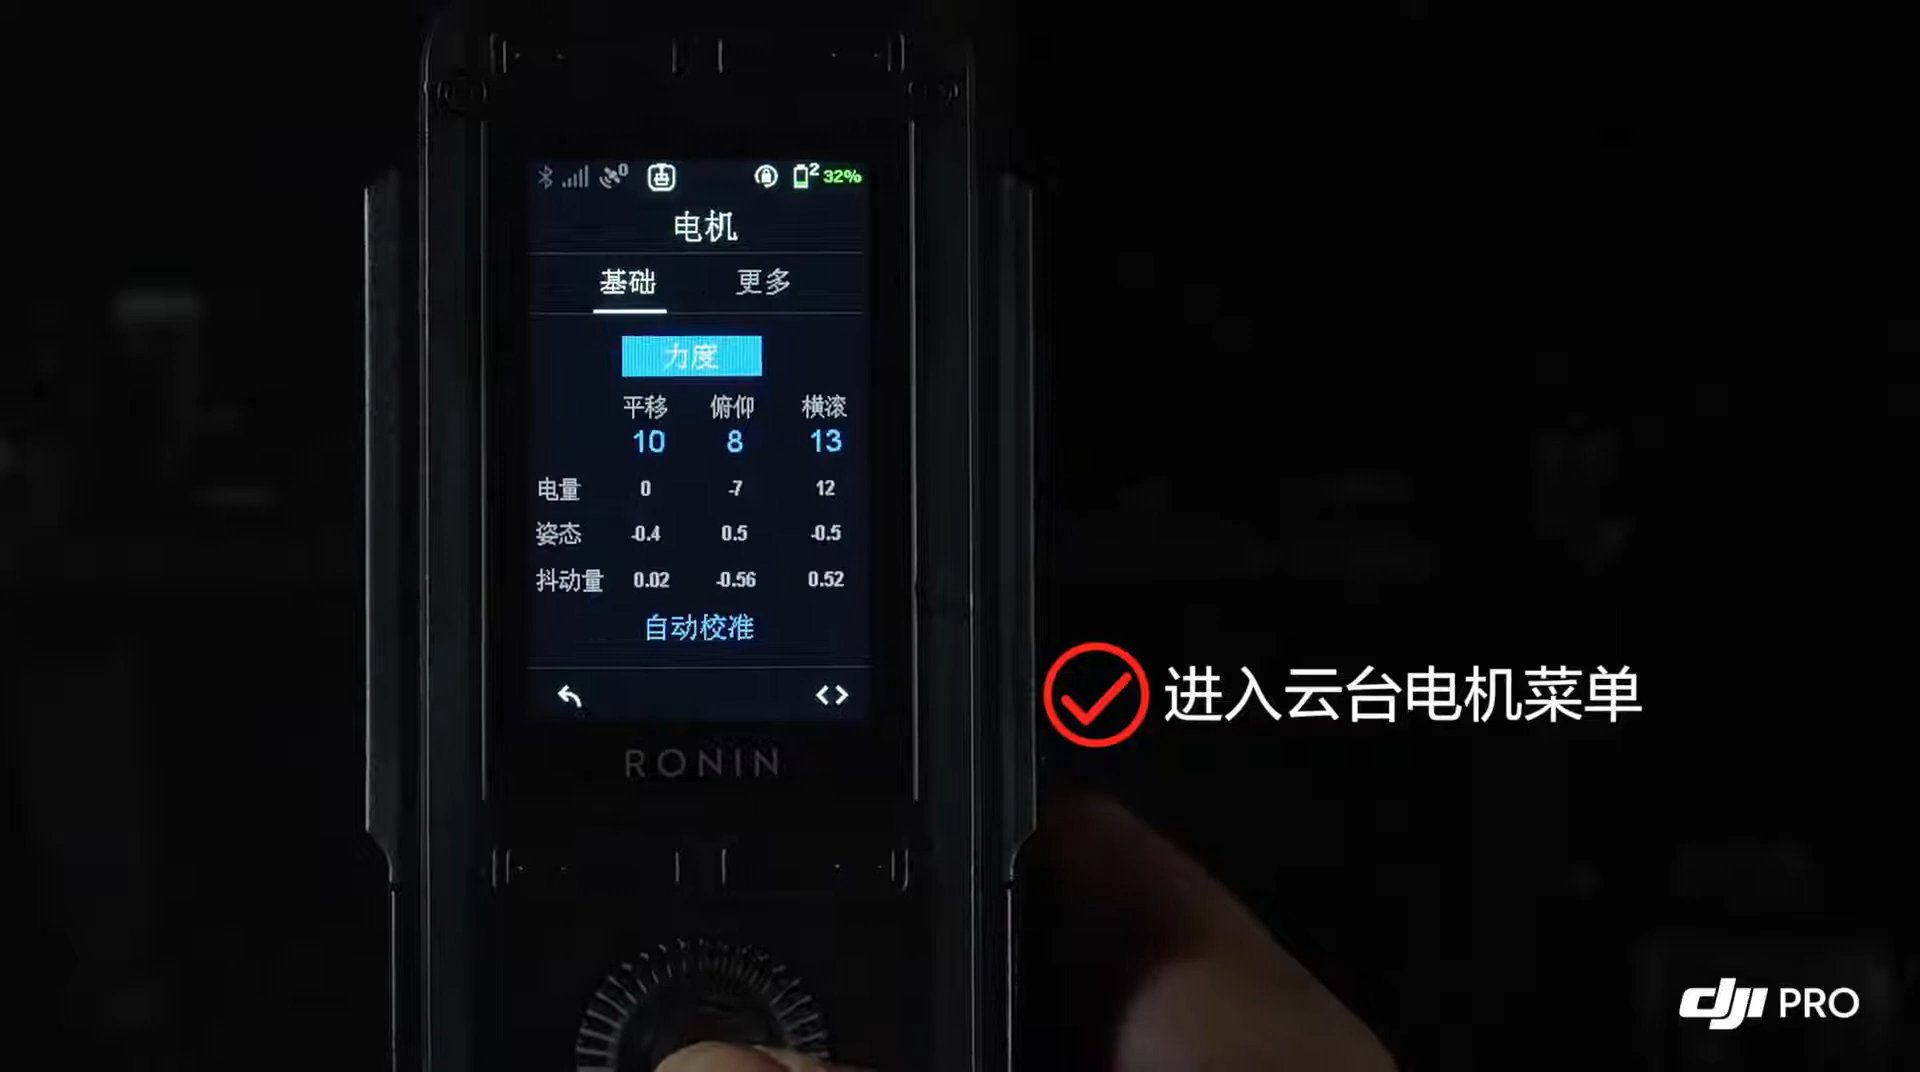 0 2 32%
电机
基础 更多
力度
平移 俯仰 横滚
10 8 13
电量 0 -7 12
姿态 -0.4 0.5 -0.5
抖动量 0.02 -0.56 0.52
自动校准
进入云台电机菜单
RONIN
dji PRO